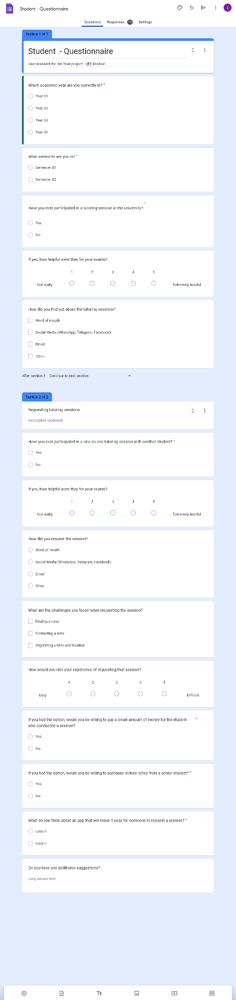 Student - Questionnaire
i
Questions Responses 15 Settings
Section 1 of 2
Student - Questionnaire
User research for 3rd Year project - UEE Module
Which academic year are you currently in? *
Year 01
Year 02
Year 03
Year 04
What semester are you in? *
Semester 01
Semester 02
Have you ever participated in a tutoring session at the university? *
Yes
No
If yes, how helpful were they for your exams?
1 2 3 4 5
Not really Extremely helpful
How did you find out about the tutoring sessions?
Word of mouth
Social Media (WhatsApp, Telegram, Facebook)
Email
Other...
After section 1 Continue to next section
Section 2 of 2
Requesting tutoring sessions
Description (optional)
Have you ever participated in a one-on-one tutoring session with another student? *
Yes
No
If yes, how helpful were they for your exams?
1 2 3 4 5
Not really Extremely helpful
How did you request the session?
Word of mouth
Social Media (WhatsApp, Telegram, Facebook)
Email
Other
What are the challenges you faced when requesting the session?
Finding a tutor
Contacting a tutor
Organizing a time and location
How would you rate your experience of requesting that session?
1 2 3 4 5
Easy Difficult
If you had the option, would you be willing to pay a small amount of money for the student *
who conducted a session?
Yes
No
If you had the option, would you be willing to purchase lecture notes from a senior student? *
Yes
No
What do you think about an app that will make it easy for someone to request a session? *
Love It
Hate It
Do you have any additional suggestions?
Long answer text
Tт